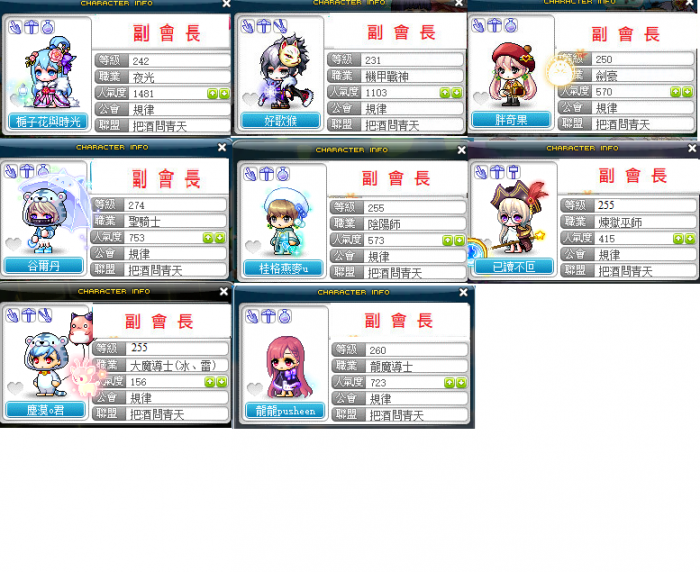 CHARACTER INFO
副會長
等級 242
職業 夜光
人氣度 1481
公會 規律
聯盟 把酒問青天
梔子花與時光
CHARACTER INFO
副會長
等級 231
職業 機甲戰神
人氣度 1103
公會 規律
聯盟 把酒問青天
好歌猴
CHARACTER INFO
副會長
等級 250
職業 劍豪
人氣度 570
公會 規律
聯盟 把酒問青天
胖奇果
CHARACTER INFO
副會長
等級 274
職業 聖騎士
人氣度 753
公會 規律
聯盟 把酒問青天
谷爾丹
CHARACTER INFO
副會長
等級 255
職業 陰陽師
人氣度 573
公會 規律
聯盟 把酒問青天
桂格燕麥u
CHARACTER INFO
副會長
等級 255
職業 煉獄巫師
人氣度 415
公會 規律
聯盟 把酒問青天
已讀不叵
CHARACTER INFO
副會長
等級 255
職業 大魔導士(冰、雷)
人氣度 156
公會 規律
聯盟 把酒問青天
塵漠o君
CHARACTER INFO
副會長
等級 260
職業 龍魔導士
人氣度 723
公會 規律
聯盟 把酒問青天
龍龍pusheen